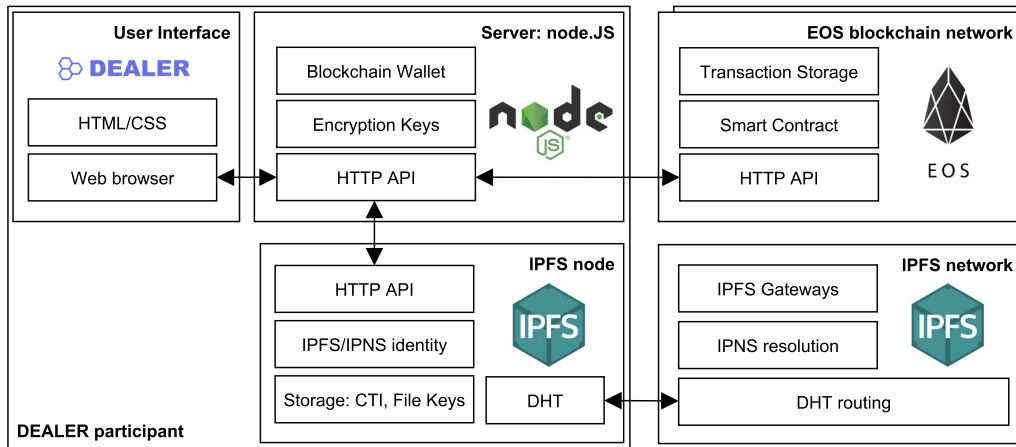 User Interface
DEALER
HTML/CSS
Web browser
Server: node.JS
Blockchain Wallet
Encryption Keys
HTTP API
node
JS
EOS blockchain network
Transaction Storage
Smart Contract
HTTP API
EOS
IPFS node
HTTP API
IPFS/IPNS identity
Storage: CTI, File Keys
IPFS
DHT
IPFS network
IPFS Gateways
IPNS resolution
IPFS
DHT routing
DEALER participant